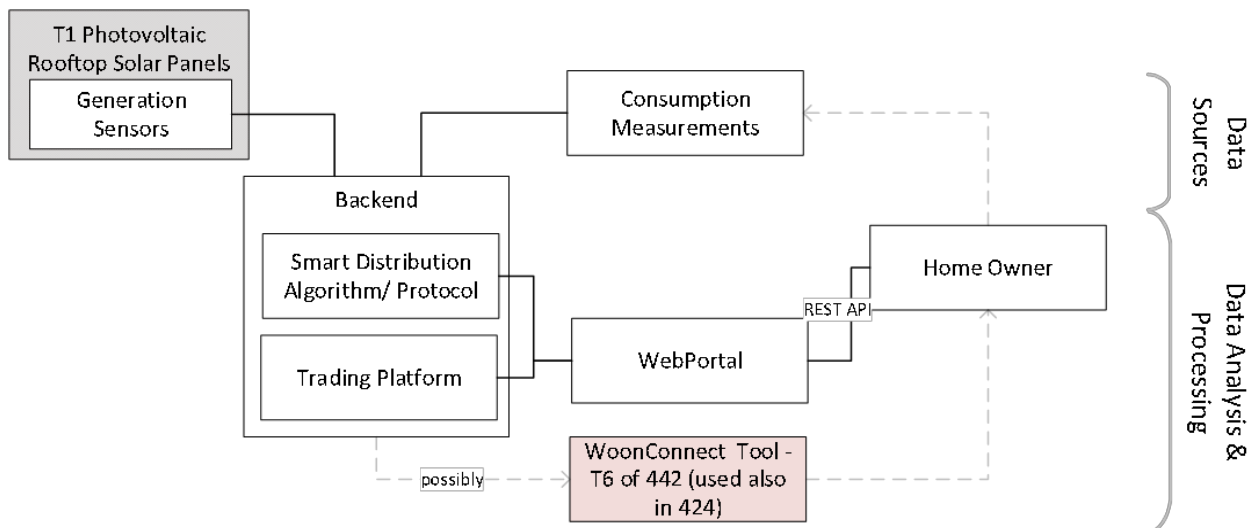 T1 Photovoltaic
Rooftop Solar Panels
Generation
Sensors
Consumption
Measurements
Data
Sources
Backend
Smart Distribution
Algorithm/ Protocol
Home Owner
REST API
WebPortal
Trading Platform
Data Analysis &
Processing
possibly
WoonConnect Tool -
T6 of 442 (used also
in 424)